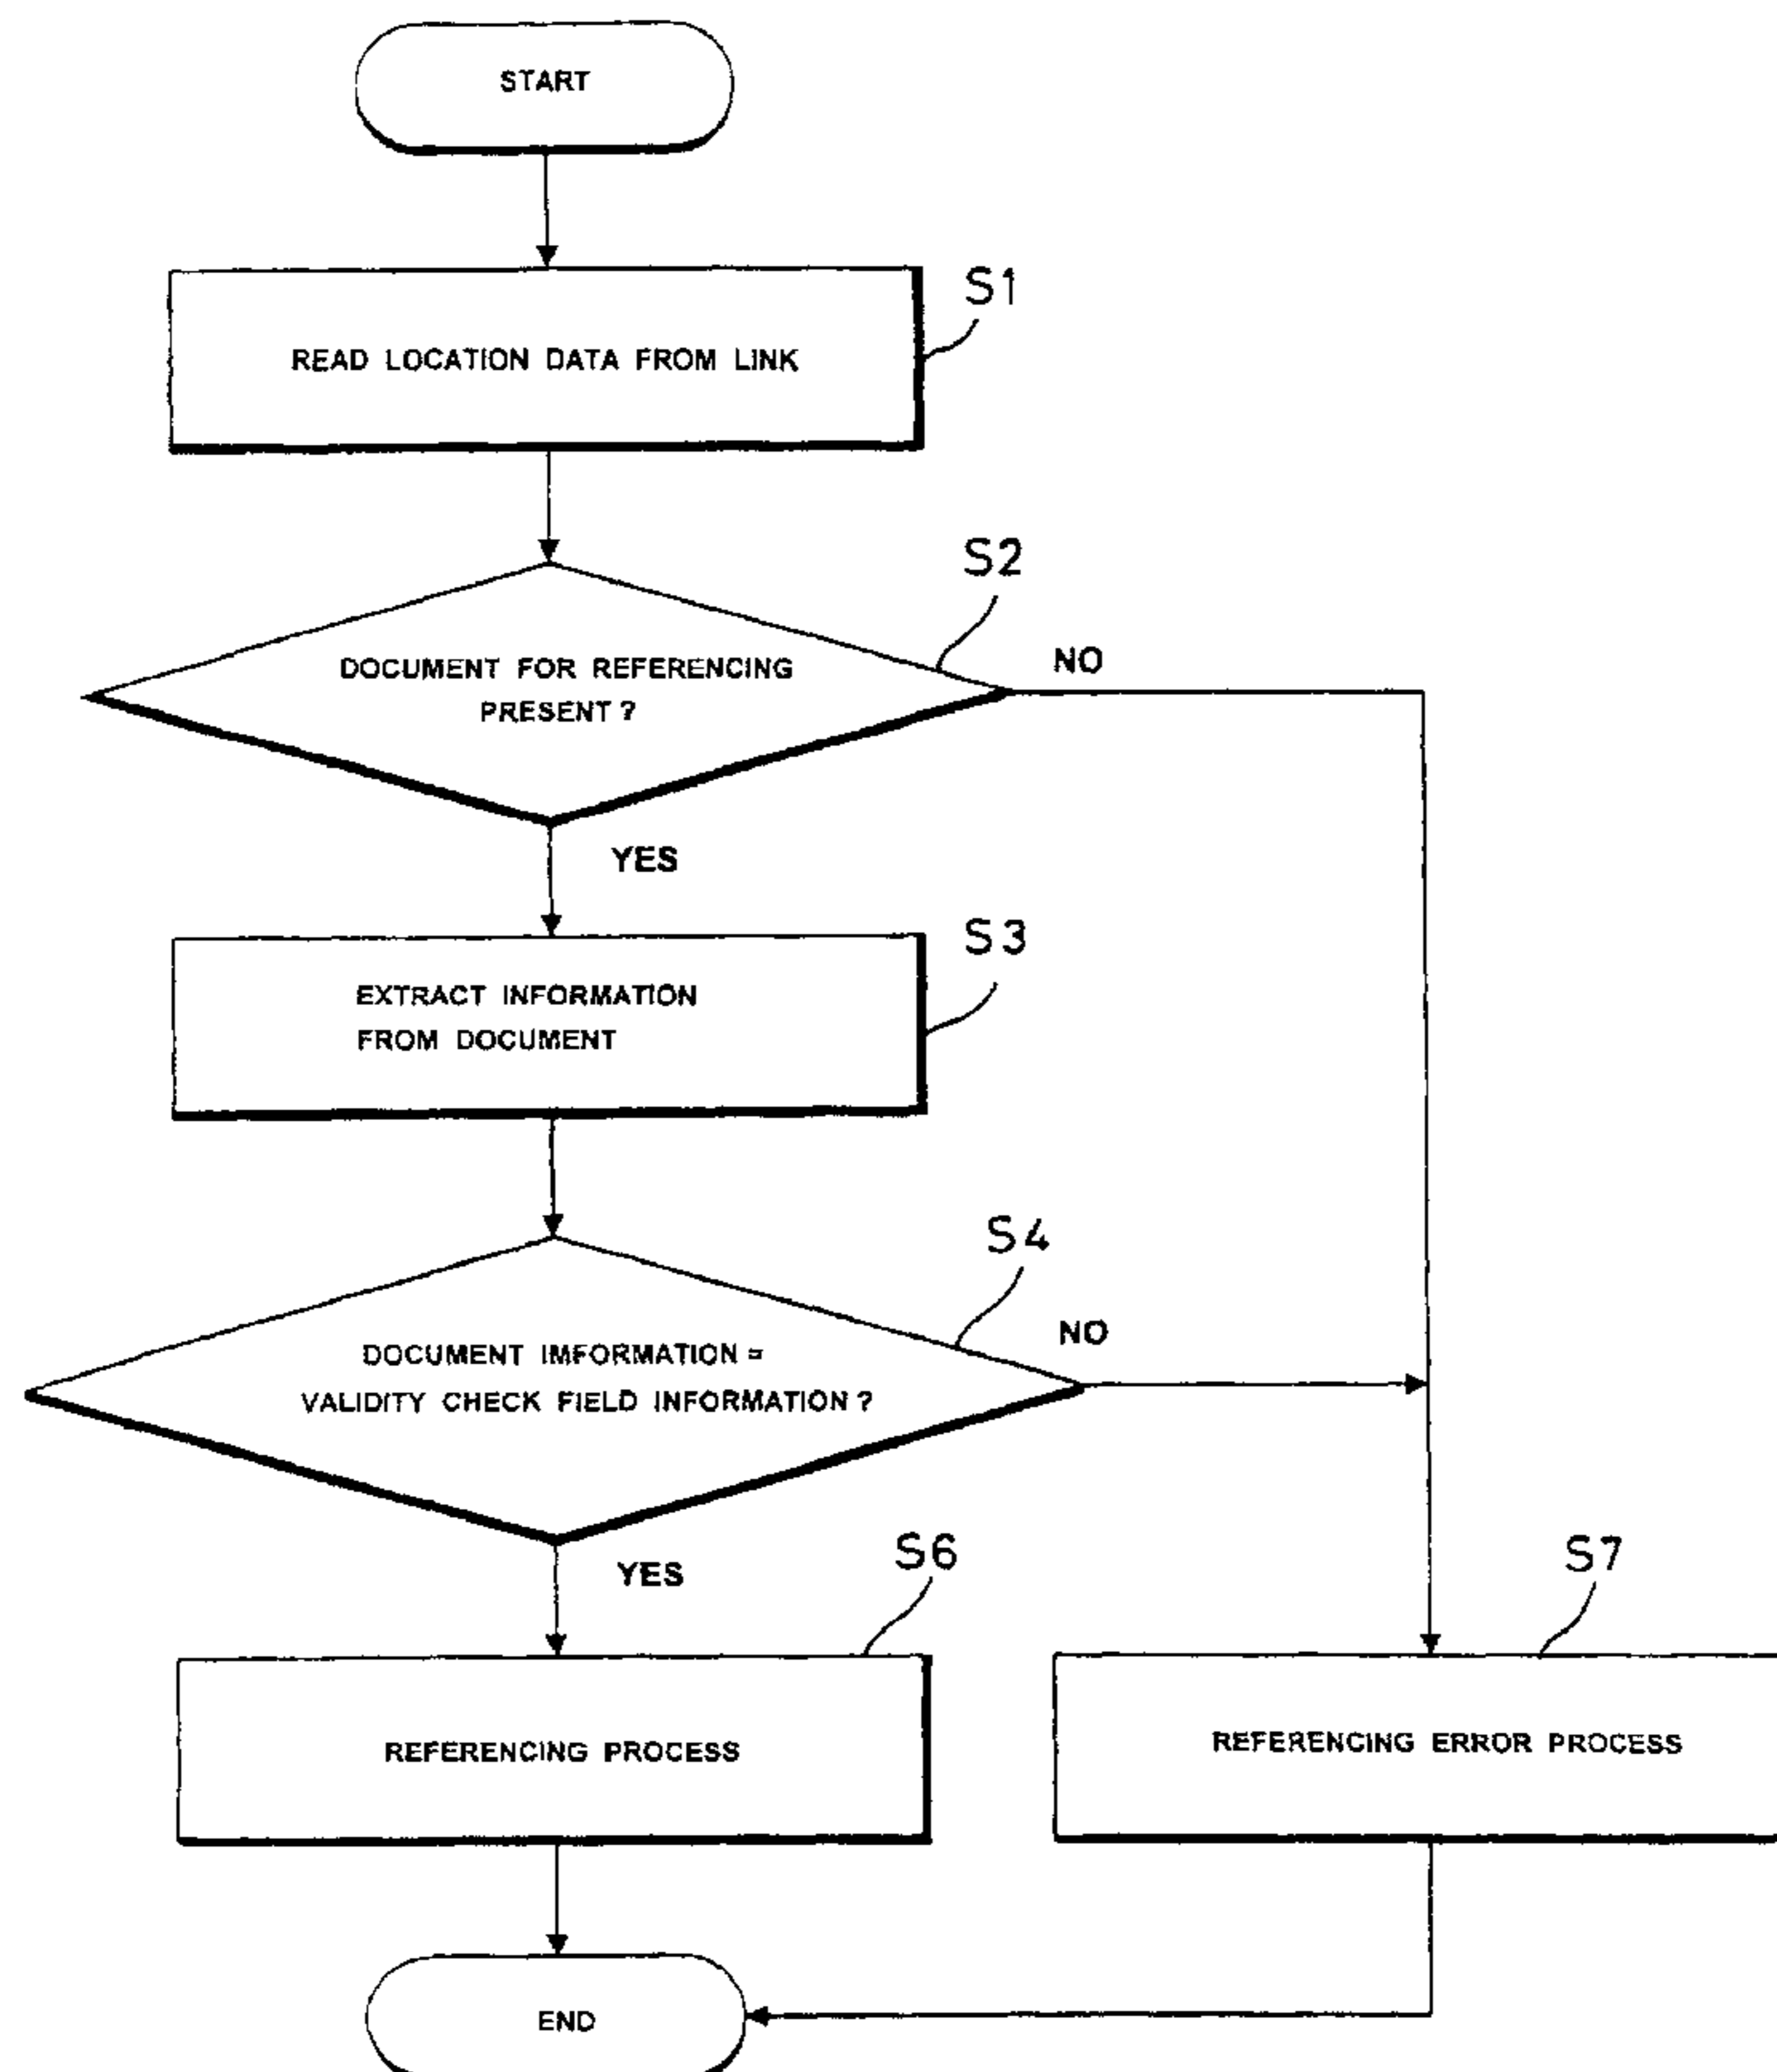 START
READ LOCATION DATA FROM LINK
S1
DOCUMENT FOR REFERENCING
PRESENT?
S2
NO
YES
EXTRACT INFORMATION
FROM DOCUMENT
S3
DOCUMENT IMFORMATION =
VALIDITY CHECK FIELD INFORMATION?
S4
NO
YES
S6
REFERENCING PROCESS
S7
REFERENCING ERROR PROCESS
END